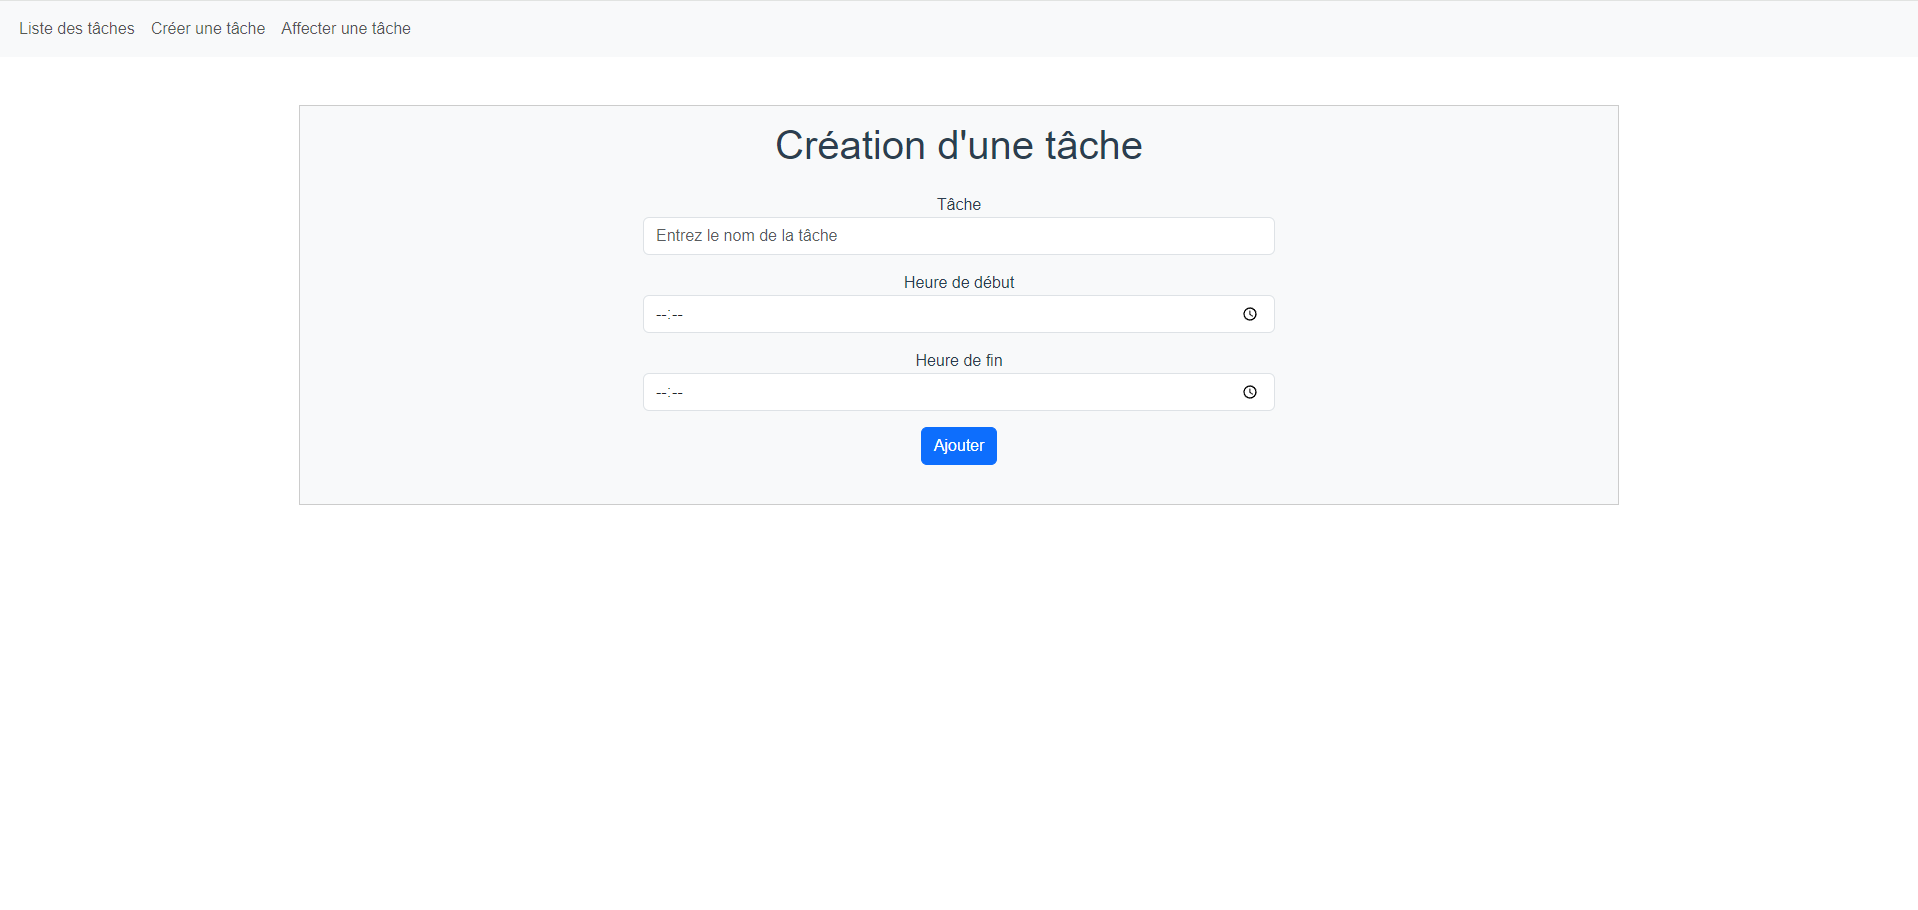 Liste des tâches Créer une tâche Affecter une tâche
Création d'une tâche
Tâche
Entrez le nom de la tâche
Heure de début
--:--
Heure de fin
--:--
Ajouter